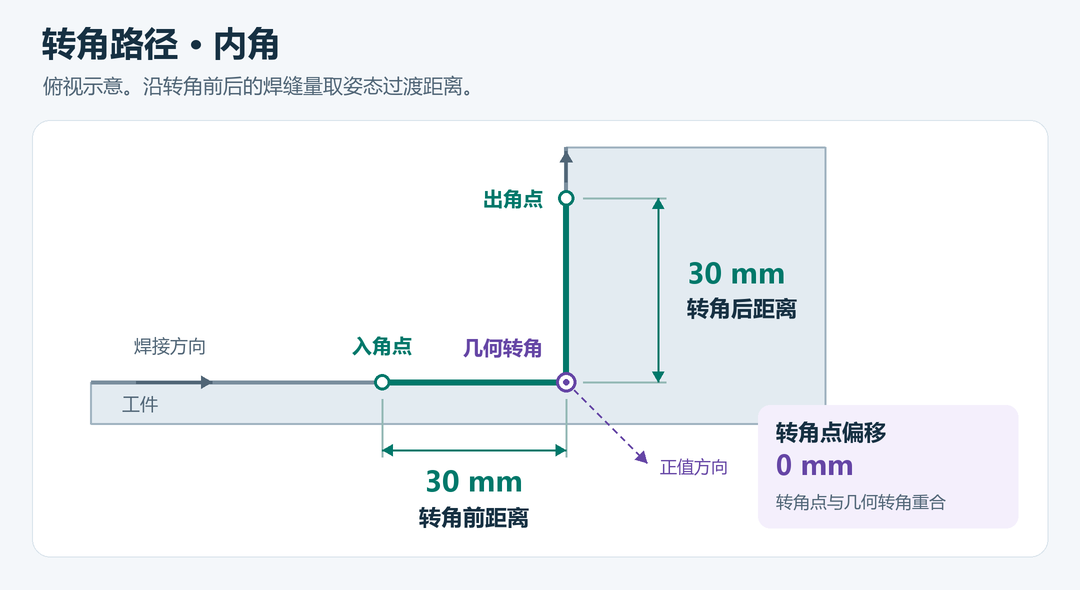 转角路径・内角
俯视示意。沿转角前后的焊缝量取姿态过渡距离。
出角点
30 mm
转角后距离
焊接方向
入角点
几何转角
工件
转角点偏移
0 mm
转角点与几何转角重合
正值方向
30 mm
转角前距离